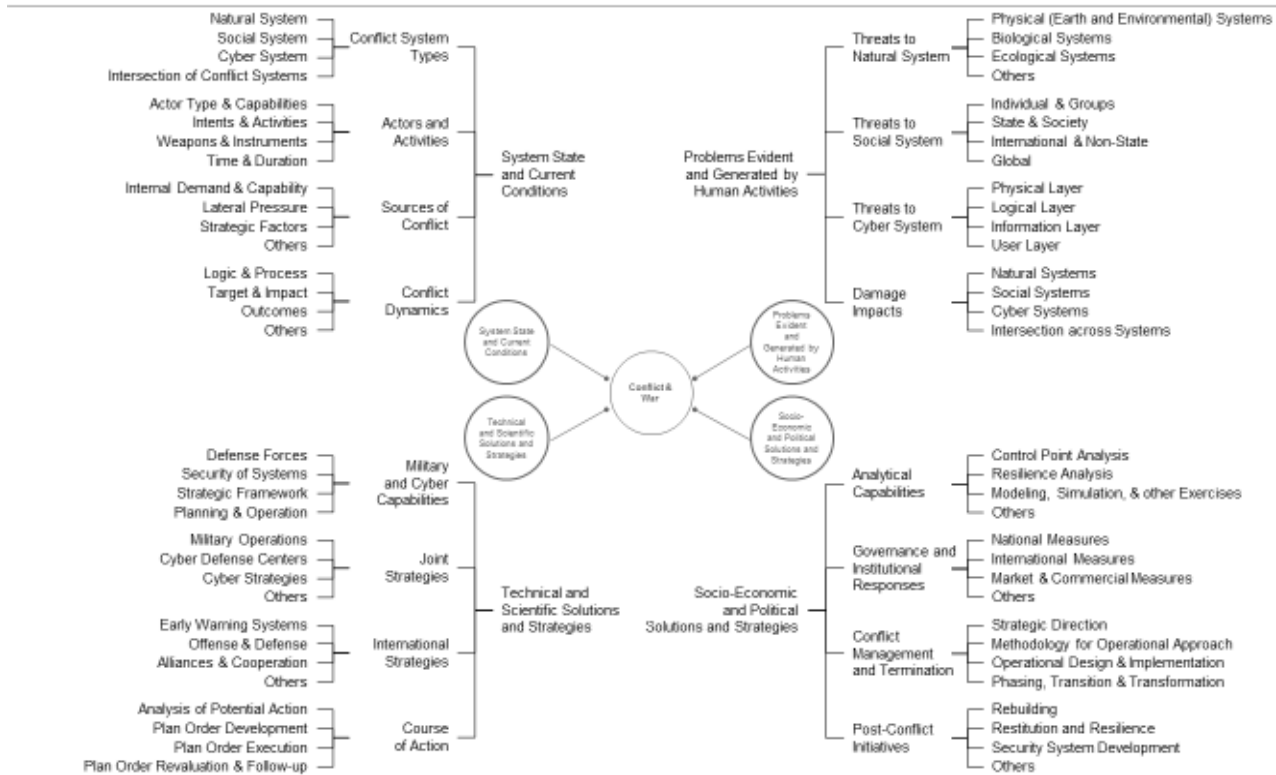 Natural System
Social System
Cyber System
Intersection of Conflict Systems
Conflict System
Types
Actor Type & Capabilities
Intents & Activities
Weapons & Instruments
Time & Duration
Actors and
Activities
Internal Demand & Capability
Lateral Pressure
Strategic Factors
Others
Sources of
Conflict
Logic & Process
Target & Impact
Outcomes
Others
Conflict
Dynamics
System State
and Current
Conditions
Problems Evident
and Generated by
Human Activities
Threats to
Natural System
Physical (Earth and Environmental) Systems
Biological Systems
Ecological Systems
Others
Threats to
Social System
Individual & Groups
State & Society
International & Non-State
Global
Threats to
Cyber System
Physical Layer
Logical Layer
Information Layer
User Layer
Damage
Impacts
Natural Systems
Social Systems
Cyber Systems
Intersection across Systems
System State
and Current
Conditions
Problems
Evident
and
Generated by
Human
Activities
Conflict &
War
Technical
and Scientific
Solutions and
Strategies
Socio-
Economic
and Political
Solutions and
Strategies
Defense Forces
Security of Systems
Strategic Framework
Planning & Operation
Military
and Cyber
Capabilities
Military Operations
Cyber Defense Centers
Cyber Strategies
Others
Joint
Strategies
Early Warning Systems
Offense & Defense
Alliances & Cooperation
Others
International
Strategies
Analysis of Potential Action
Plan Order Development
Plan Order Execution
Plan Order Revaluation & Follow-up
Course
of Action
Technical and
Scientific Solutions
and Strategies
Socio-Economic
and Political
Solutions and Strategies
Analytical
Capabilities
Control Point Analysis
Resilience Analysis
Modeling, Simulation, & other Exercises
Others
Governance and
Institutional
Responses
National Measures
International Measures
Market & Commercial Measures
Others
Conflict
Management
and Termination
Strategic Direction
Methodology for Operational Approach
Operational Design & Implementation
Phasing, Transition & Transformation
Post-Conflict
Initiatives
Rebuilding
Restitution and Resilience
Security System Development
Others